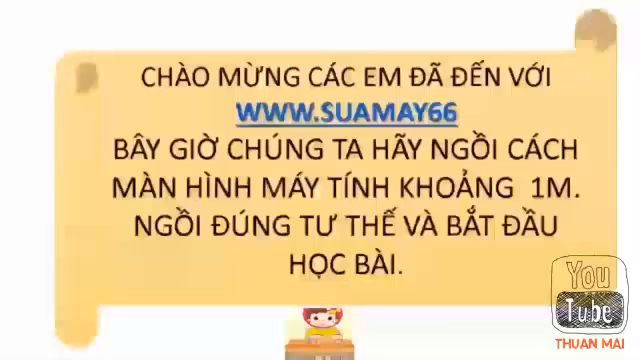 CHÀO MỪNG CÁC EM ĐÃ ĐẾN VỚI
WWW.SUAMAY66
BÂY GIỜ CHÚNG TA HÃY NGỒI CÁCH
MÀN HÌNH MÁY TÍNH KHOẢNG 1M.
NGỒI ĐÚNG TƯ THẾ VÀ BẮT ĐẦU
HỌC BÀI.
You
Tube
THUAN MAI